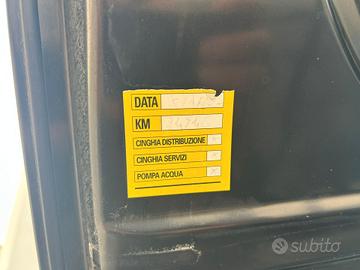 DATA
KM
CINGHIA DISTRIBUZIONE
CINGHIA SERVIZI
POMPA ACQUA
subito